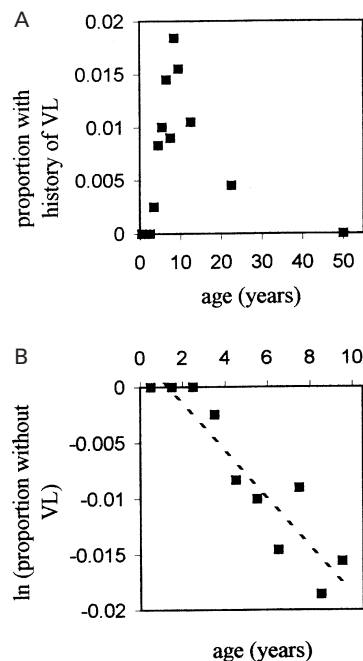 A
0.02
0.015
0.01
0.005
0
proportion with
history of VL
0 10 20 30 40 50
age (years)
B
0 2 4 6 8 10
0
-0.005
-0.01
-0.015
-0.02
ln (proportion without
VL)
age (years)